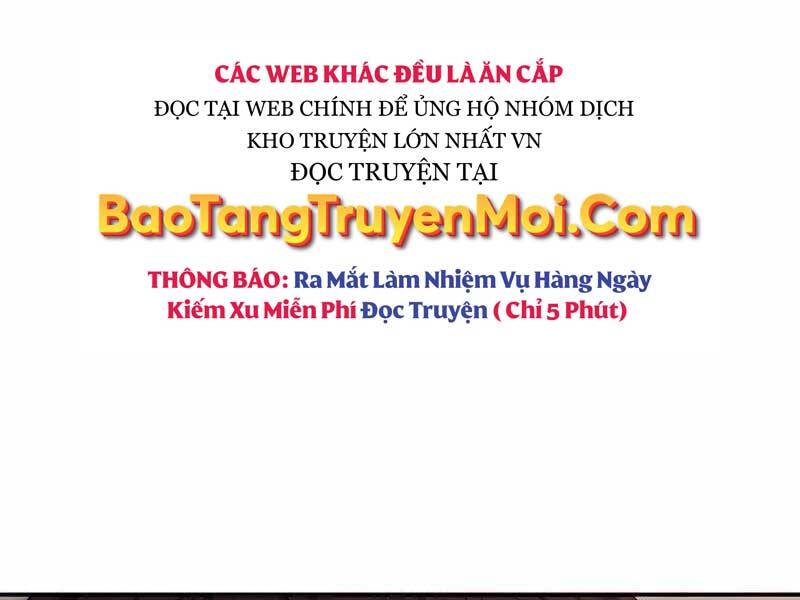 CÁC WEB KHÁC ĐỀU LÀ ĂN CẮP
ĐỌC TẠI WEB CHÍNH ĐỂ ỦNG HỘ NHÓM DỊCH
KHO TRUYỆN LỚN NHẤT VN
ĐỌC TRUYỆN TẠI
BaoTangTruyenMoi.Com
THÔNG BÁO: Ra Mắt Làm Nhiệm Vụ Hàng Ngày
Kiếm Xu Miễn Phí Đọc Truyện ( Chỉ 5 Phút)